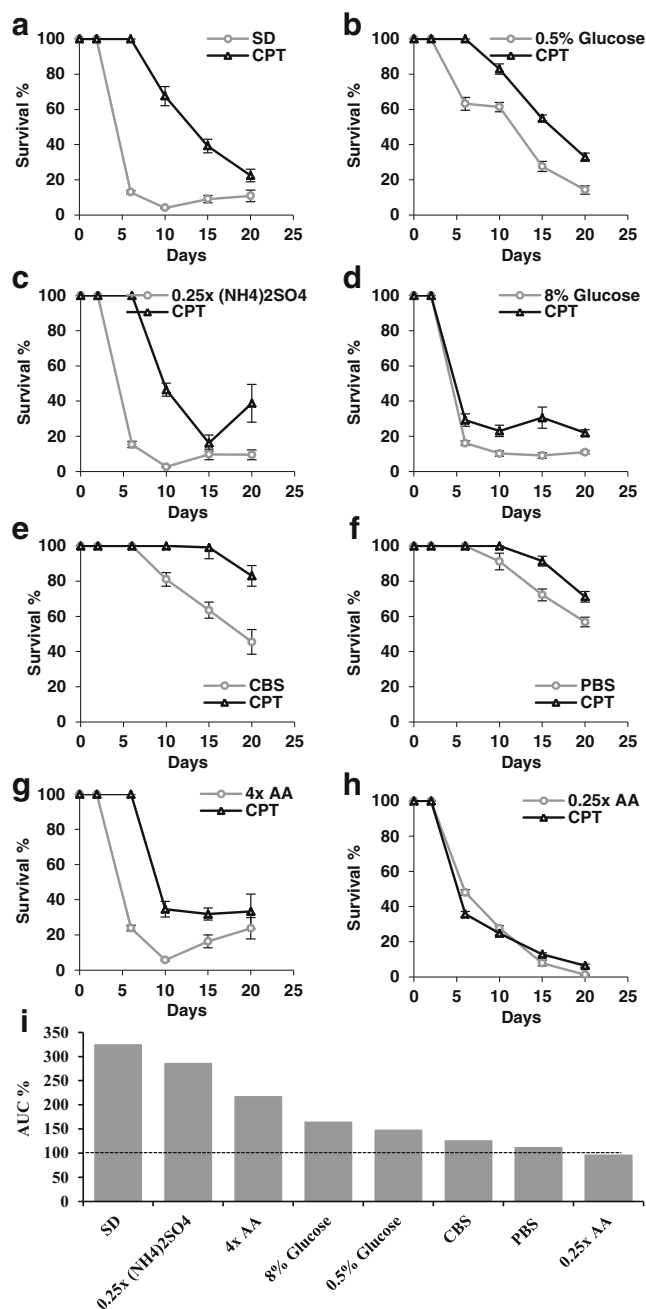 a
b
SD
CPT
0.5% Glucose
CPT
Survival %
100
80
60
40
20
0
0 5 10 15 20 25
Days
Survival %
100
80
60
40
20
0
0 5 10 15 20 25
Days
c
d
0.25x (NH4)2SO4
CPT
8% Glucose
CPT
Survival %
100
80
60
40
20
0
0 5 10 15 20 25
Days
Survival %
100
80
60
40
20
0
0 5 10 15 20 25
Days
e
f
Survival %
100
80
60
40
20
0
CBS
CPT
0 5 10 15 20 25
Days
Survival %
100
80
60
40
20
0
PBS
CPT
0 5 10 15 20 25
Days
g
h
4x AA
CPT
0.25x AA
CPT
Survival %
100
80
60
40
20
0
0 5 10 15 20 25
Days
Survival %
100
80
60
40
20
0
0 5 10 15 20 25
Days
i
AUC %
350
300
250
200
150
100
50
0
SD
0.25x (NH4)2SO4
4x AA
8% Glucose
0.5% Glucose
CBS
PBS
0.25x AA